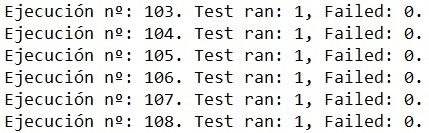 Ejecución nº: 103. Test ran: 1, Failed: 0.
Ejecución nº: 104. Test ran: 1, Failed: 0.
Ejecución nº: 105. Test ran: 1, Failed: 0.
Ejecución nº: 106. Test ran: 1, Failed: 0.
Ejecución nº: 107. Test ran: 1, Failed: 0.
Ejecución nº: 108. Test ran: 1, Failed: 0.